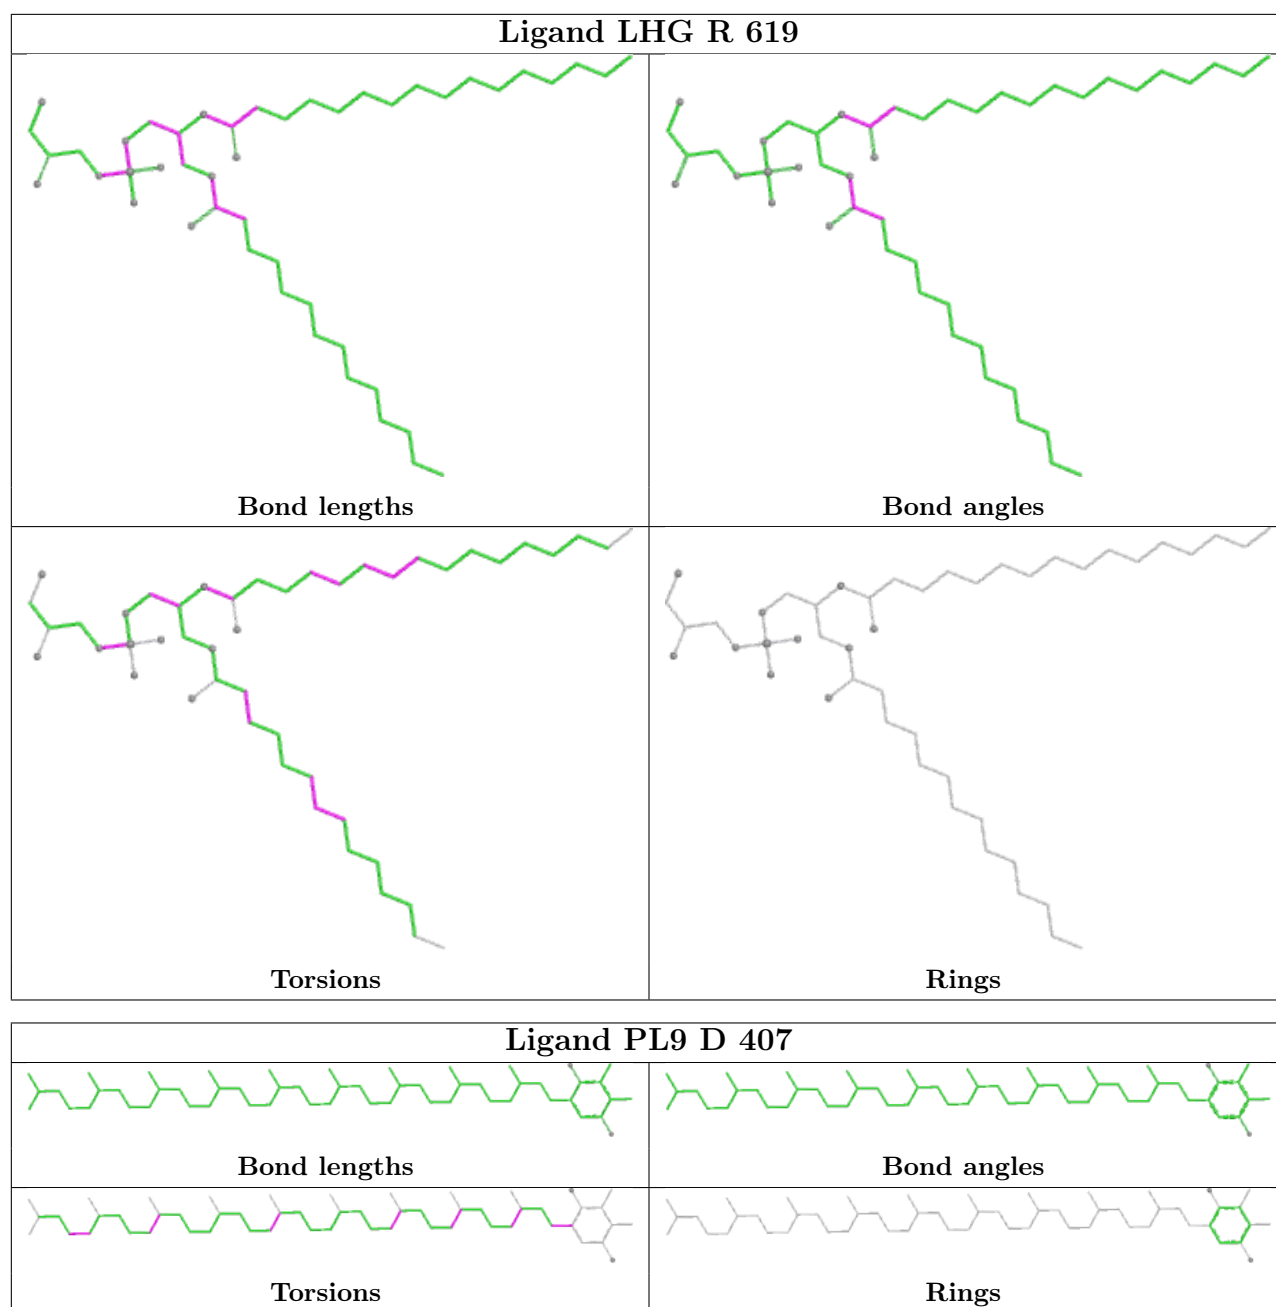 Ligand LHG R 619
Bond lengths
Bond angles
Torsions
Rings
Ligand PL9 D 407
Bond lengths
Bond angles
Torsions
Rings